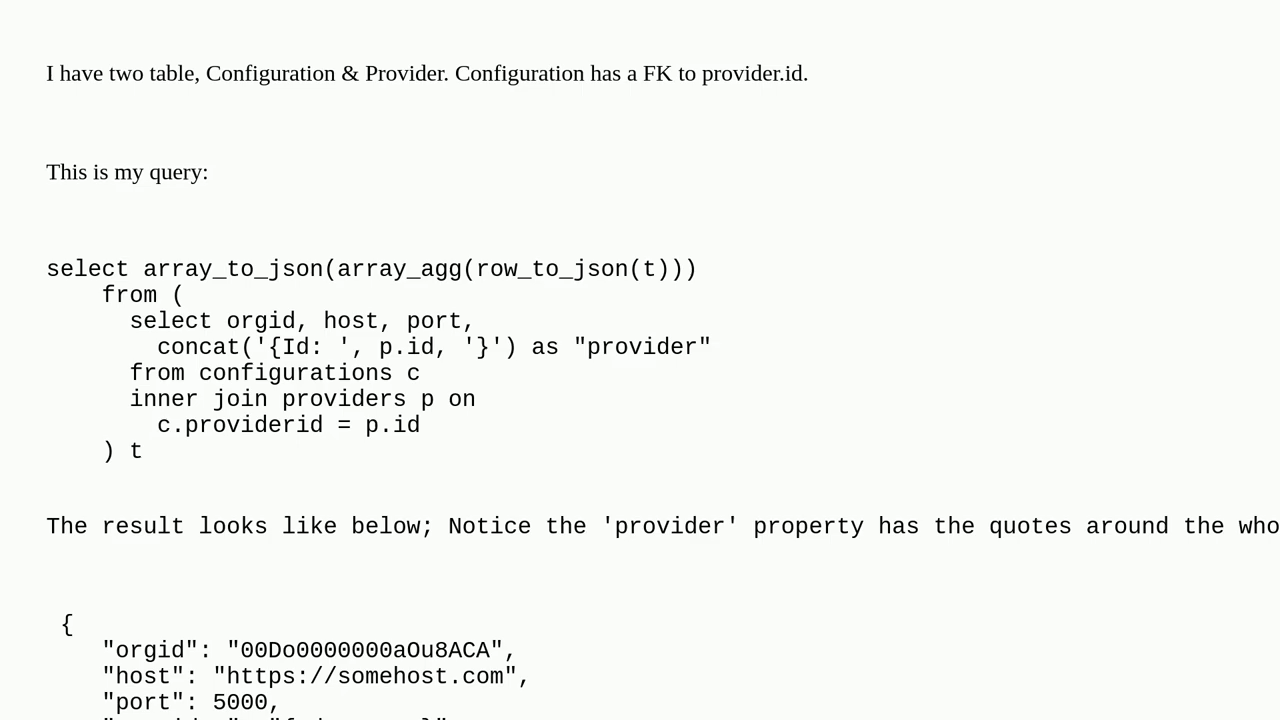 I have two table, Configuration & Provider. Configuration has a FK to provider.id.
This is my query:
select array_to_json(array_agg(row_to_json(t)))
    from (
      select orgid, host, port,
        concat('{Id: ', p.id, '}') as "provider"
      from configurations c
      inner join providers p on
        c.providerid = p.id
    ) t
The result looks like below; Notice the 'provider' property has the quotes around the who
 {
    "orgid": "00Do0000000aOu8ACA",
    "host": "https://somehost.com",
    "port": 5000,